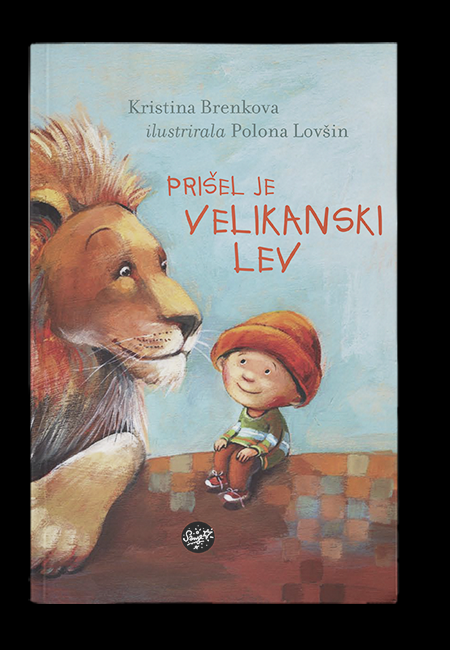 Kristina Brenkova
ilustrirala Polona Lovšin
PRIŠEL JE
VELIKANSKI
LEV